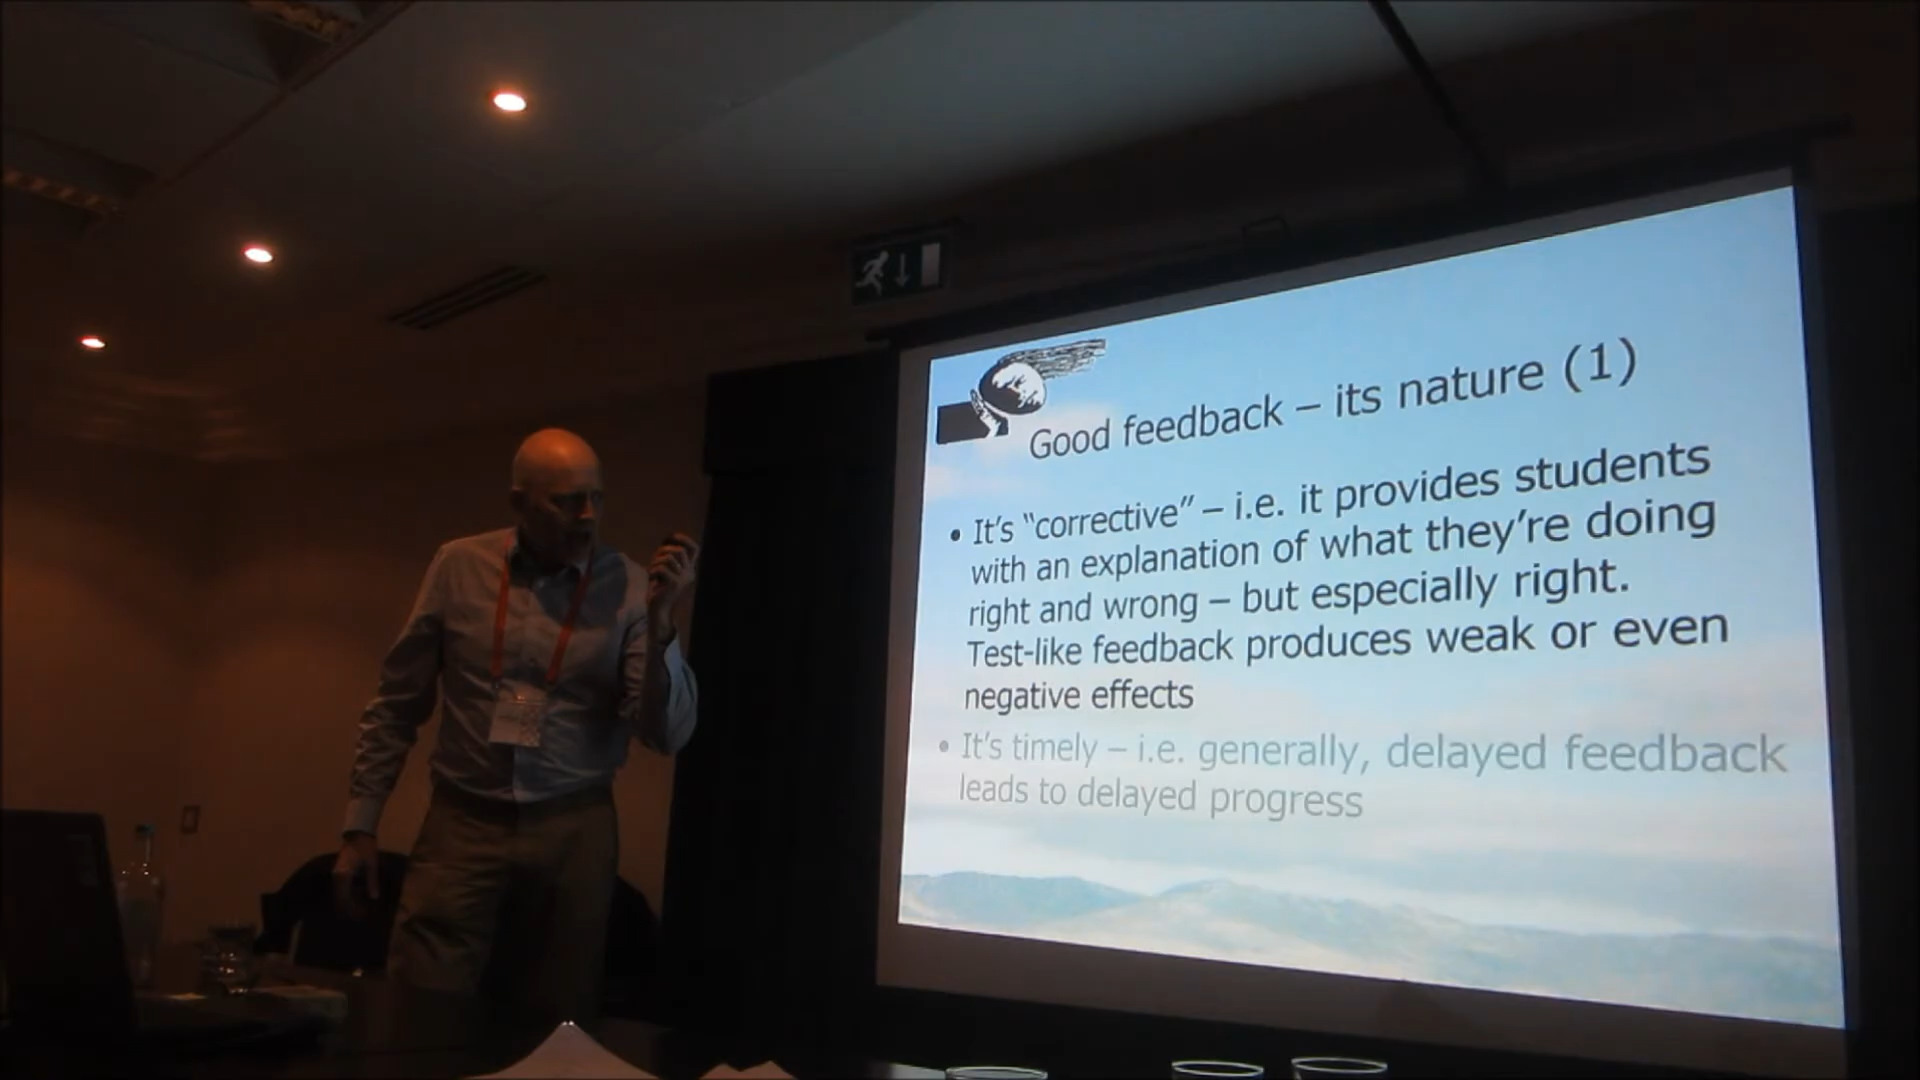 Good feedback – its nature (1)
• It's “corrective” – i.e. it provides students
with an explanation of what they're doing
right and wrong – but especially right.
Test-like feedback produces weak or even
negative effects
• It's timely – i.e. generally, delayed feedback
leads to delayed progress